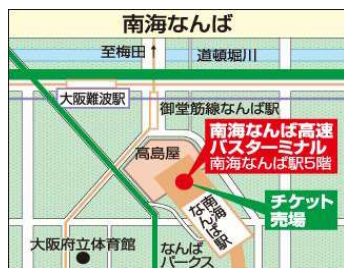 南海なんば
至梅田↑
道頓堀川
大阪難波駅
御堂筋線なんば駅
高島屋
南海なんば高速
バスターミナル
南海なんば駅5階
チケット
売場
南海
なんば駅
大阪府立体育館
なんば
パークス